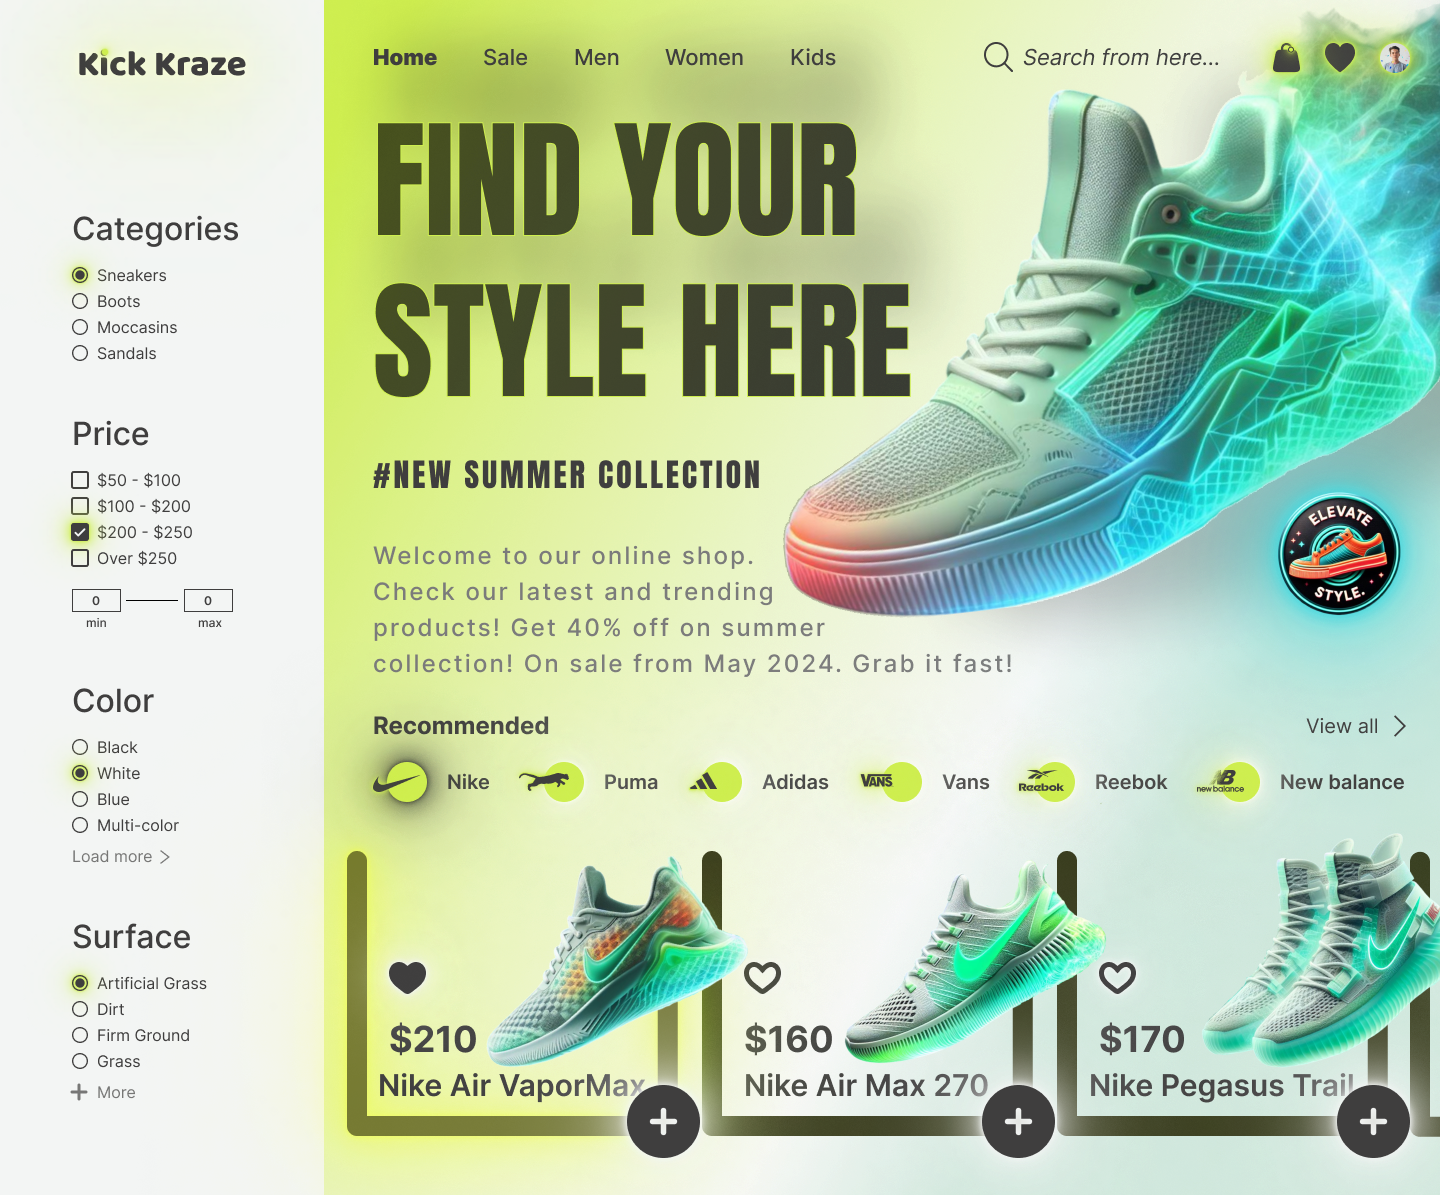 Kick Kraze
Home Sale Men Women Kids
Search from here...
Categories
Sneakers
Boots
Moccasins
Sandals
Price
$50 - $100
$100 - $200
$200 - $250
Over $250
0 0
min max
Color
Black
White
Blue
Multi-color
Load more
Surface
Artificial Grass
Dirt
Firm Ground
Grass
More
FIND YOUR
STYLE HERE
#NEW SUMMER COLLECTION
Welcome to our online shop.
Check our latest and trending
products! Get 40% off on summer
collection! On sale from May 2024. Grab it fast!
ELEVATE
STYLE.
Recommended
View all
Nike Puma Adidas VANS Vans Reebok Reebok NB new balance New balance
$210
Nike Air VaporMax
$160
Nike Air Max 270
$170
Nike Pegasus Trail